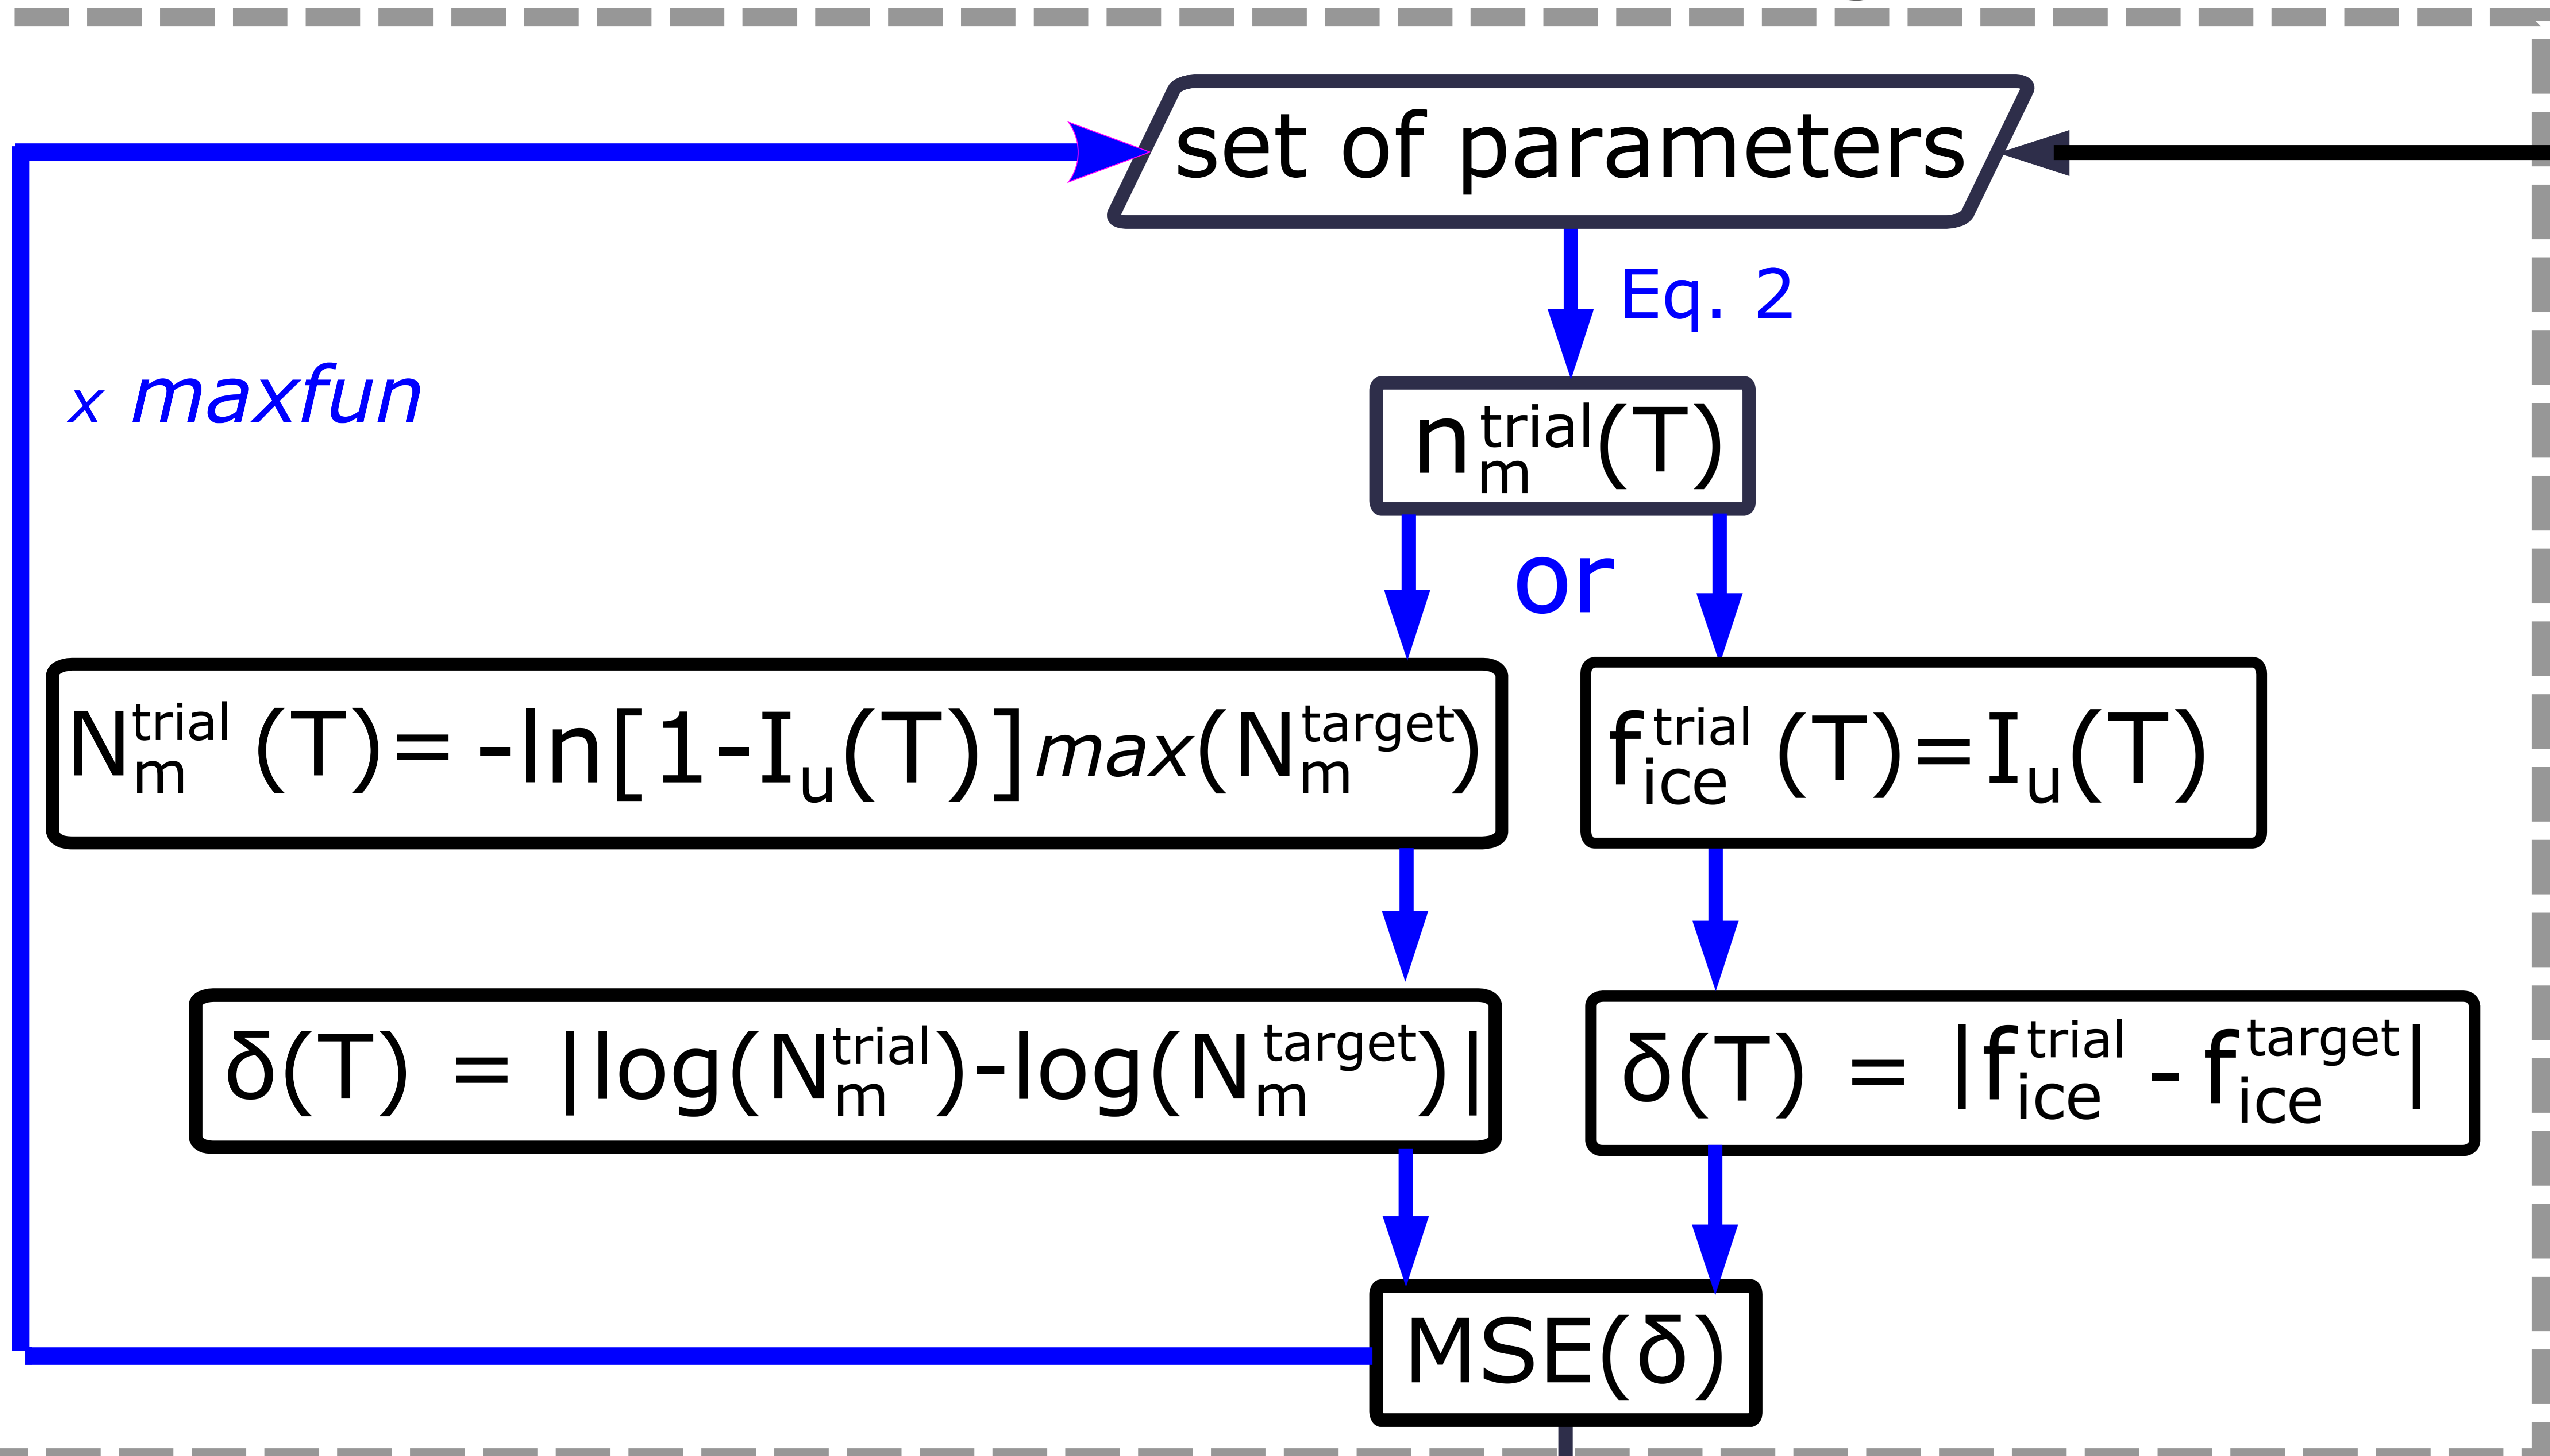 set of parameters
Eq. 2
x maxfun
n_m^trial(T)
or
N_m^trial (T)= -ln[1-I_u(T)]max(N_m^target)
f_ice^trial (T)=I_u(T)
δ(T) = |log(N_m^trial)-log(N_m^target)|
δ(T) = |f_ice^trial - f_ice^target|
MSE(δ)